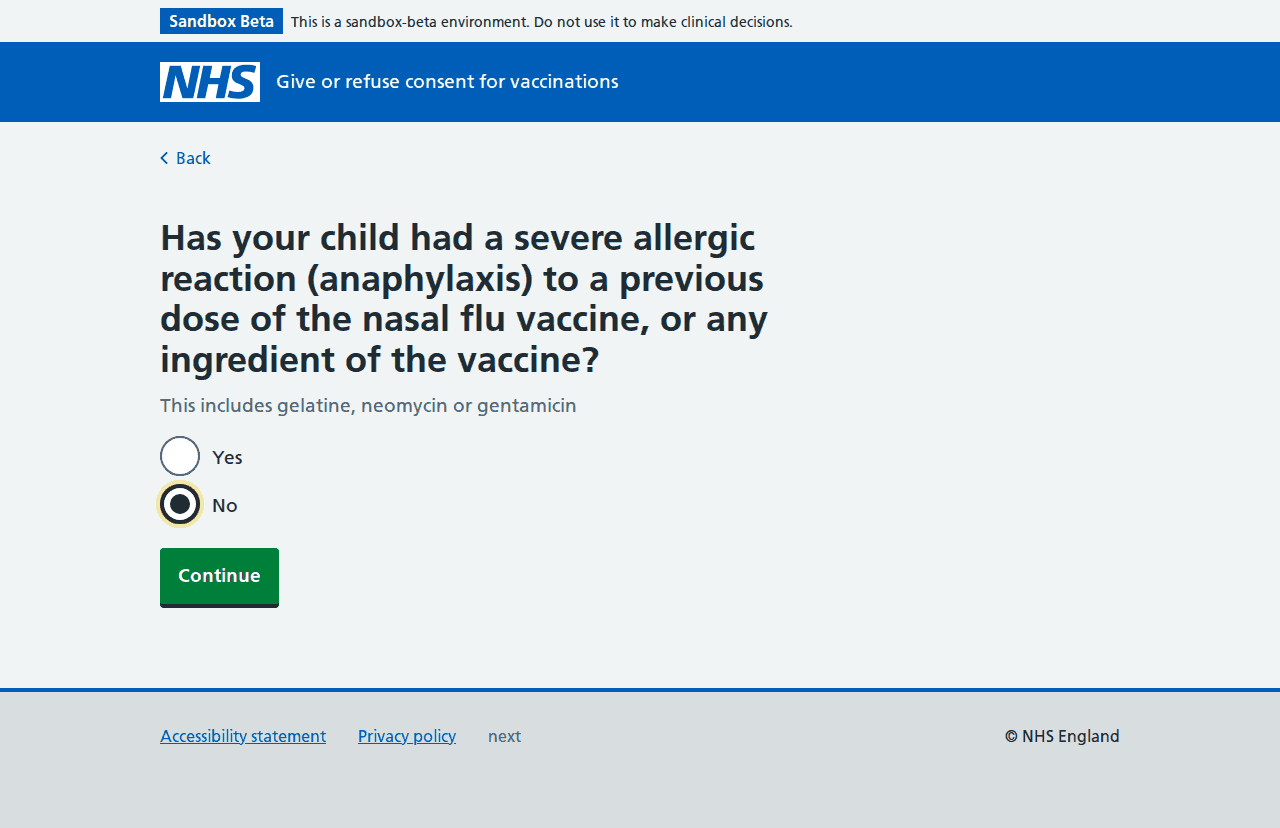 Sandbox Beta This is a sandbox-beta environment. Do not use it to make clinical decisions.
NHS Give or refuse consent for vaccinations
Back
Has your child had a severe allergic
reaction (anaphylaxis) to a previous
dose of the nasal flu vaccine, or any
ingredient of the vaccine?
This includes gelatine, neomycin or gentamicin
Yes
No
Continue
Accessibility statement Privacy policy next © NHS England